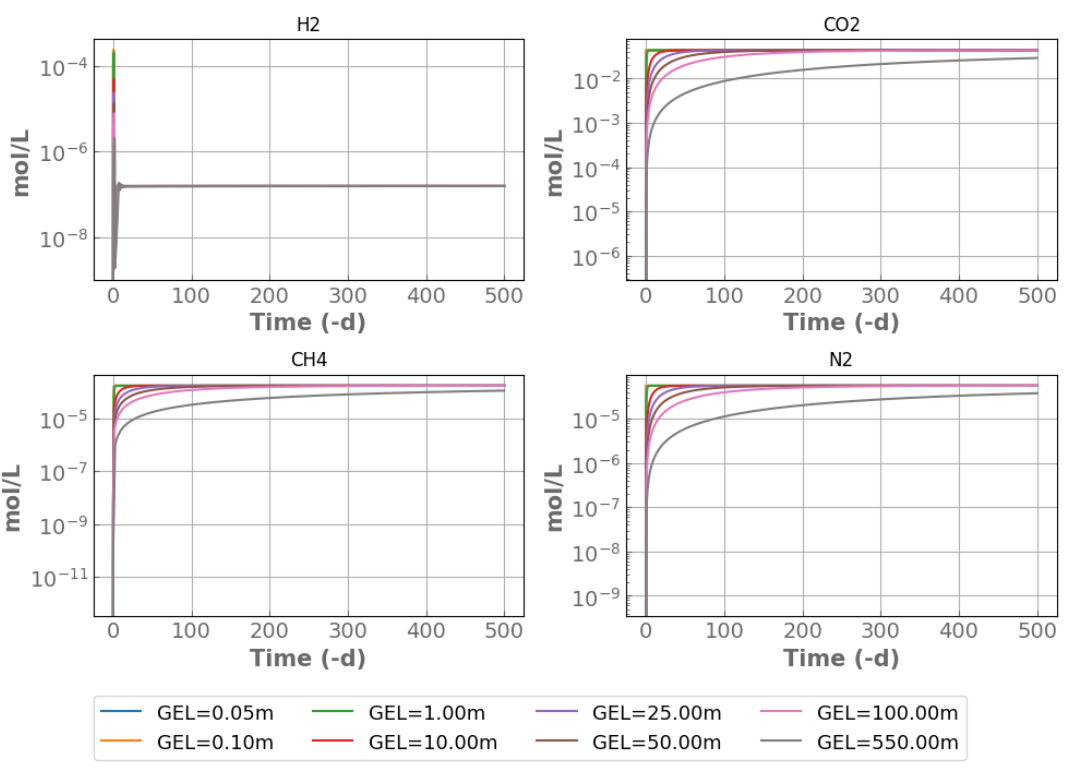 H2
CO2
mol/L
10^-4
10^-6
10^-8
0 100 200 300 400 500
Time (-d)
mol/L
10^-2
10^-3
10^-4
10^-5
10^-6
0 100 200 300 400 500
Time (-d)
CH4
N2
mol/L
10^-5
10^-7
10^-9
10^-11
0 100 200 300 400 500
Time (-d)
mol/L
10^-5
10^-6
10^-7
10^-8
10^-9
0 100 200 300 400 500
Time (-d)
GEL=0.05m GEL=1.00m GEL=25.00m GEL=100.00m
GEL=0.10m GEL=10.00m GEL=50.00m GEL=550.00m